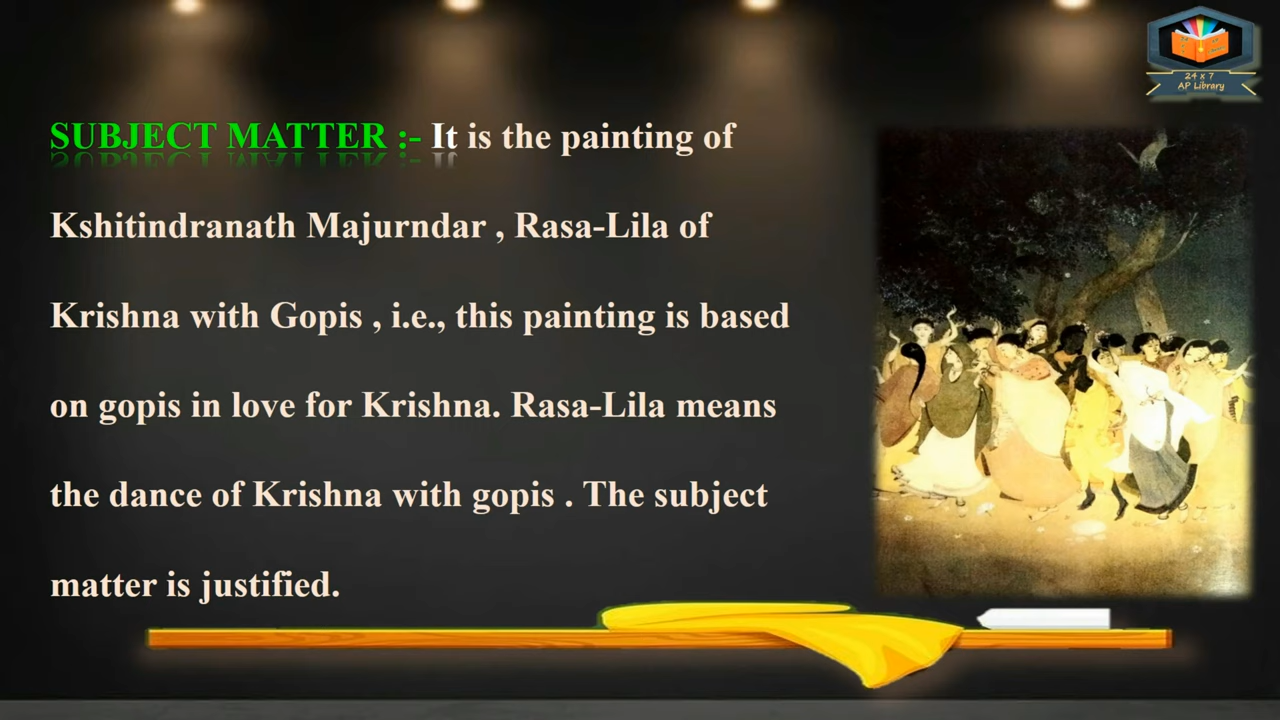 SUBJECT MATTER :- It is the painting of
Kshitindranath Majurndar , Rasa-Lila of
Krishna with Gopis , i.e., this painting is based
on gopis in love for Krishna. Rasa-Lila means
the dance of Krishna with gopis . The subject
matter is justified.
24 x 7
AP Library